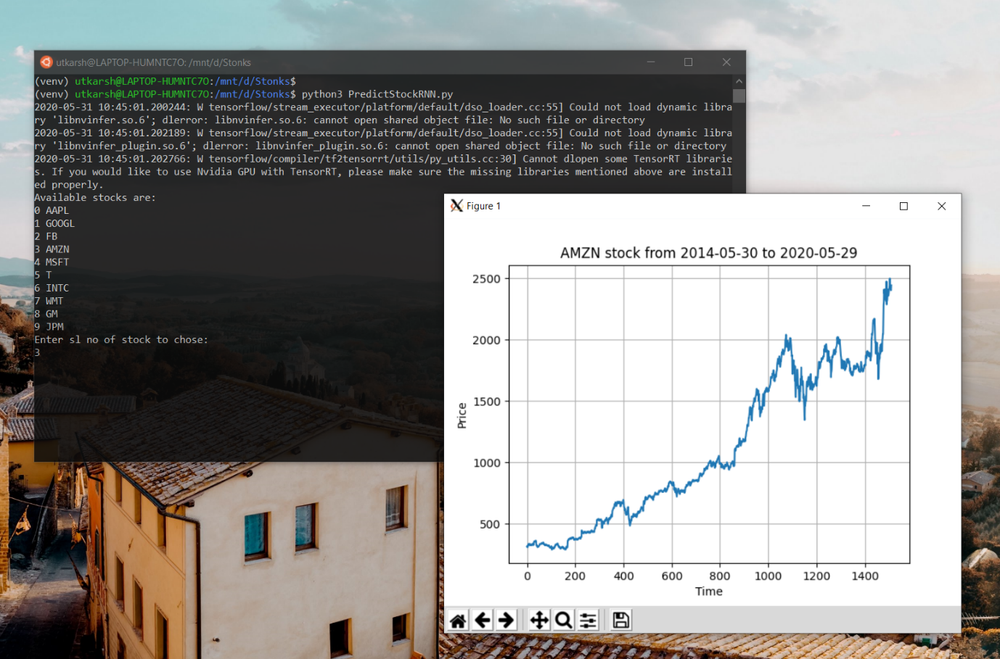 utkarsh@LAPTOP-HUMNTC7O: /mnt/d/Stonks
(venv) utkarsh@LAPTOP-HUMNTC7O:/mnt/d/Stonks$
(venv) utkarsh@LAPTOP-HUMNTC7O:/mnt/d/Stonks$ python3 PredictStockRNN.py
2020-05-31 10:45:01.200244: W tensorflow/stream_executor/platform/default/dso_loader.cc:55] Could not load dynamic libra
ry 'libnvinfer.so.6'; dlerror: libnvinfer.so.6: cannot open shared object file: No such file or directory
2020-05-31 10:45:01.202189: W tensorflow/stream_executor/platform/default/dso_loader.cc:55] Could not load dynamic libra
ry 'libnvinfer_plugin.so.6'; dlerror: libnvinfer_plugin.so.6: cannot open shared object file: No such file or directory
2020-05-31 10:45:01.202766: W tensorflow/compiler/tf2tensorrt/utils/py_utils.cc:30] Cannot dlopen some TensorRT librarie
s. If you would like to use Nvidia GPU with TensorRT, please make sure the missing libraries mentioned above are install
ed properly.
Available stocks are:
0 AAPL
1 GOOGL
2 FB
3 AMZN
4 MSFT
5 T
6 INTC
7 WMT
8 GM
9 JPM
Enter sl no of stock to chose:
3
Figure 1
AMZN stock from 2014-05-30 to 2020-05-29
2500
2000
1500
1000
500
Price
0 200 400 600 800 1000 1200 1400
Time